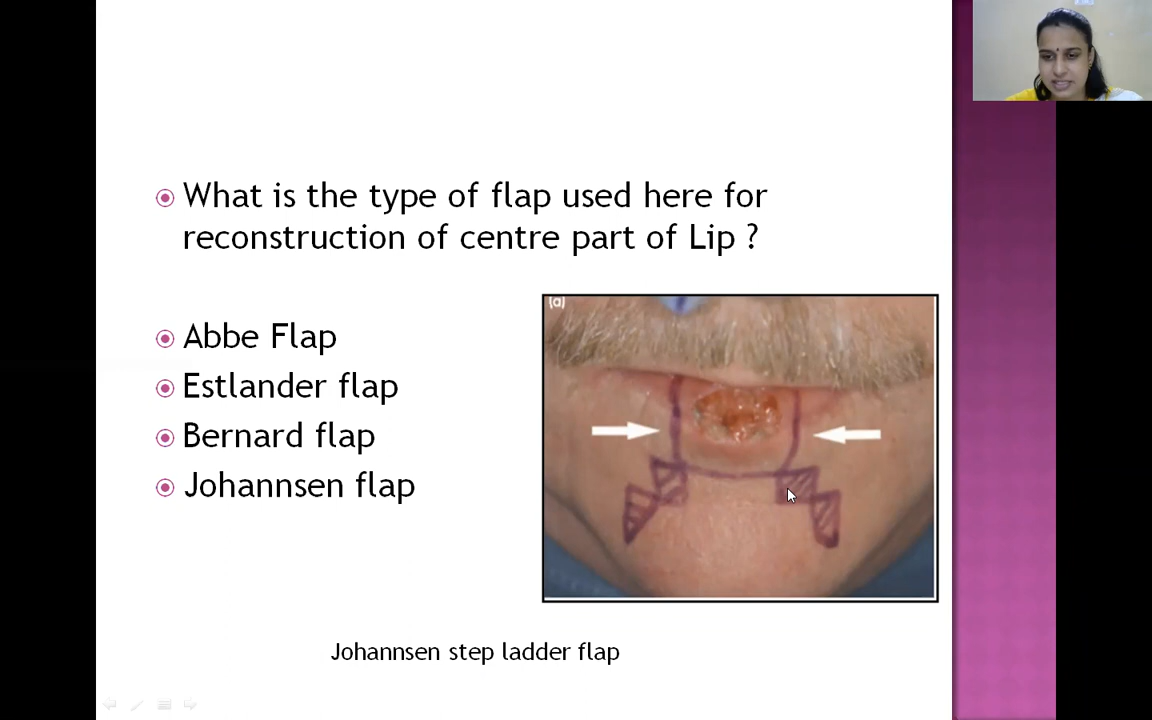 What is the type of flap used here for
reconstruction of centre part of Lip ?
Abbe Flap
Estlander flap
Bernard flap
Johannsen flap
(a)
Johannsen step ladder flap